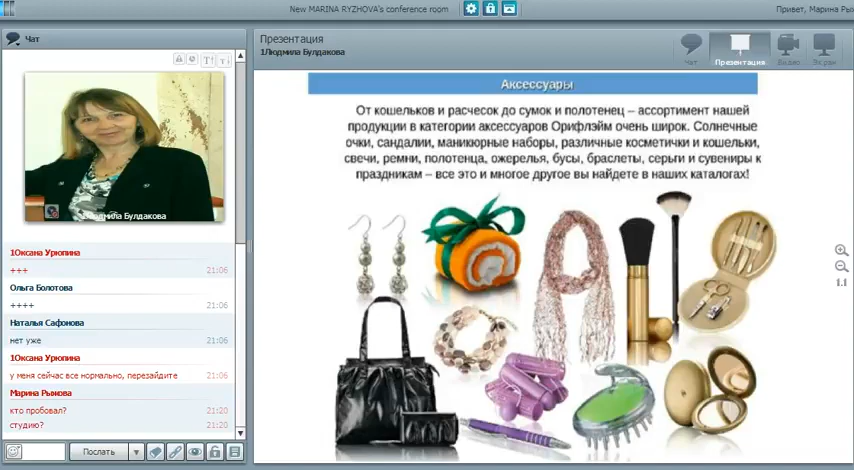 New MARINA RYZHOVA's conference room
Привет, Марина Рыж
Чат
Презентация
1Людмила Булдакова
Чат
Презентация
Видео
Экран
1Людмила Булдакова
1Оксана Урюпина
+++
21:06
Ольга Болотова
++++
21:06
Наталья Сафонова
нет уже
21:06
1Оксана Урюпина
у меня сейчас все нормально, перезайдите
21:06
Марина Рыжова
кто пробовал?
21:20
студию?
21:20
Послать
Аксессуары
От кошельков и расчесок до сумок и полотенец – ассортимент нашей
продукции в категории аксессуаров Орифлэйм очень широк. Солнечные
очки, сандалии, маникюрные наборы, различные косметички и кошельки,
свечи, ремни, полотенца, ожерелья, бусы, браслеты, серьги и сувениры к
праздникам – все это и многое другое вы найдете в наших каталогах!
1:1